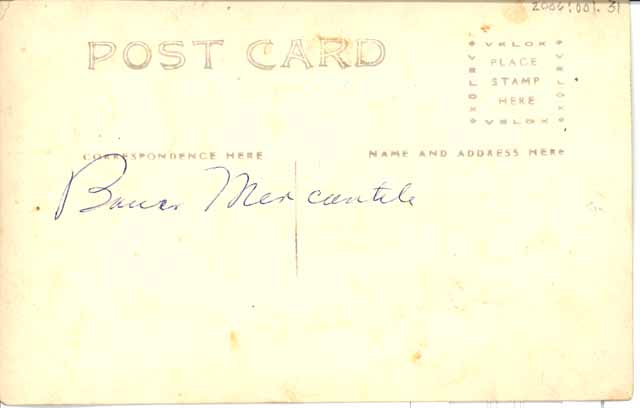 2006.001.31
POST CARD
VELOX
PLACE
STAMP
HERE
VELOX
CORRESPONDENCE HERE
NAME AND ADDRESS HERE
Bauer Mercantile